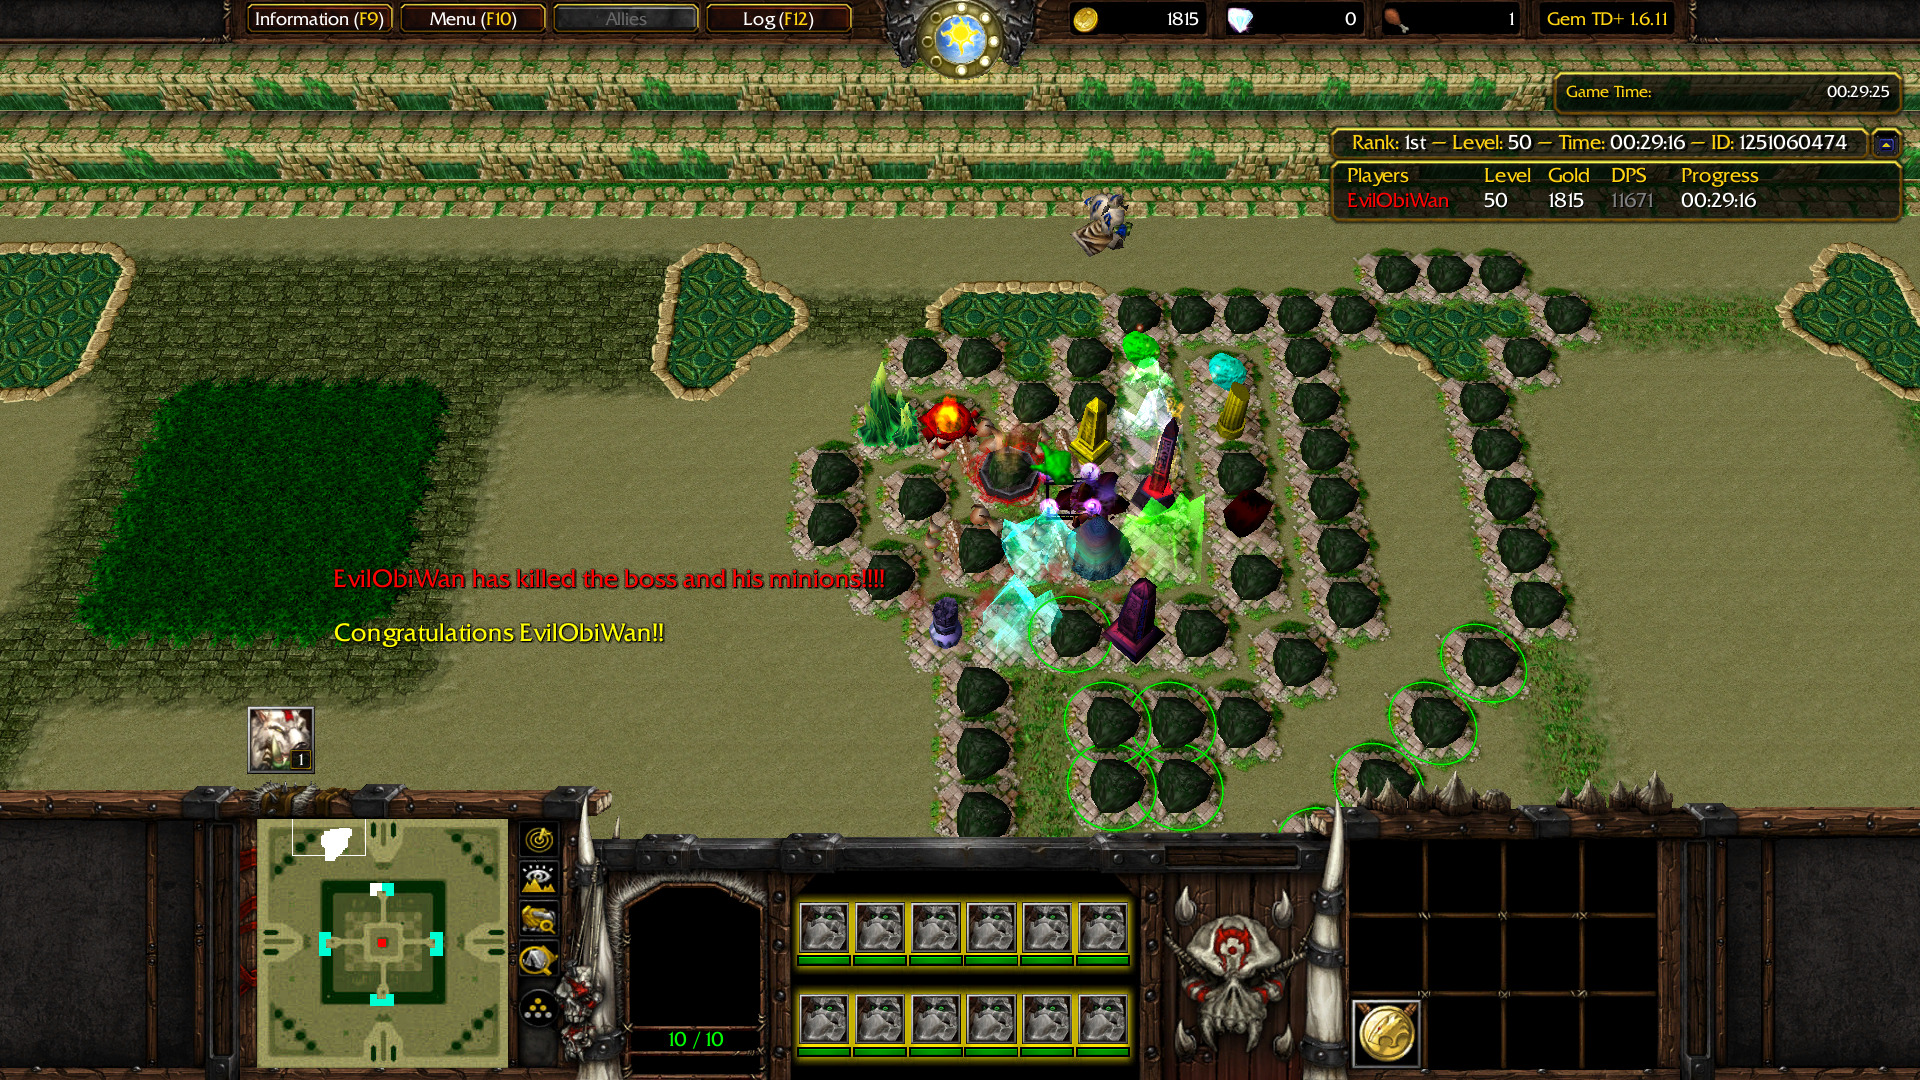 Information (F9)
Menu (F10)
Allies
Log (F12)
1815
0
1
Gem TD+ 1.6.11
Game Time:
00:29:25
Rank: 1st – Level: 50 – Time: 00:29:16 – ID: 1251060474
Players Level Gold DPS Progress
EvilObiWan 50 1815 11671 00:29:16
EvilObiWan has killed the boss and his minions!!!!
Congratulations EvilObiWan!!
1
10 / 10